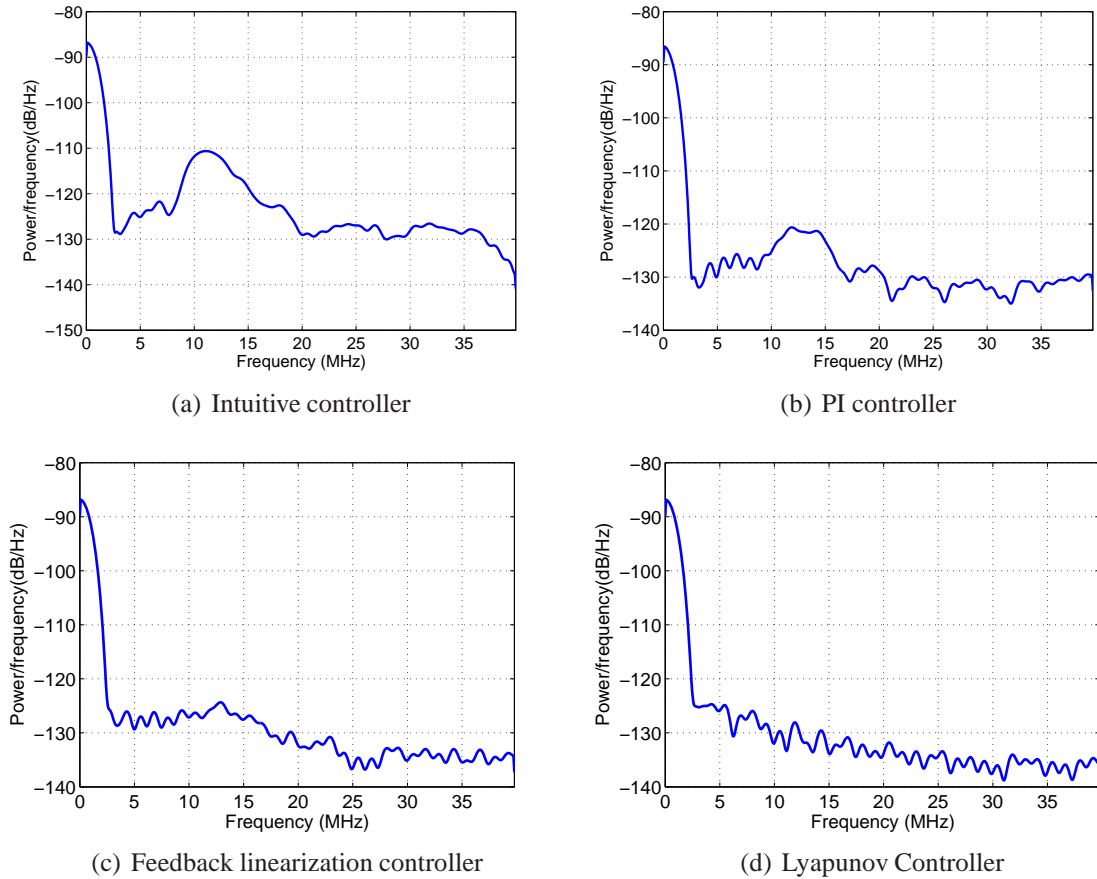 −80
−90
−100
−110
−120
−130
−140
−150
Power/frequency(dB/Hz)
0 5 10 15 20 25 30 35
Frequency (MHz)
(a) Intuitive controller
−80
−90
−100
−110
−120
−130
−140
Power/frequency(dB/Hz)
0 5 10 15 20 25 30 35
Frequency (MHz)
(b) PI controller
−80
−90
−100
−110
−120
−130
−140
Power/frequency(dB/Hz)
0 5 10 15 20 25 30 35
Frequency (MHz)
(c) Feedback linearization controller
−80
−90
−100
−110
−120
−130
−140
Power/frequency(dB/Hz)
0 5 10 15 20 25 30 35
Frequency (MHz)
(d) Lyapunov Controller